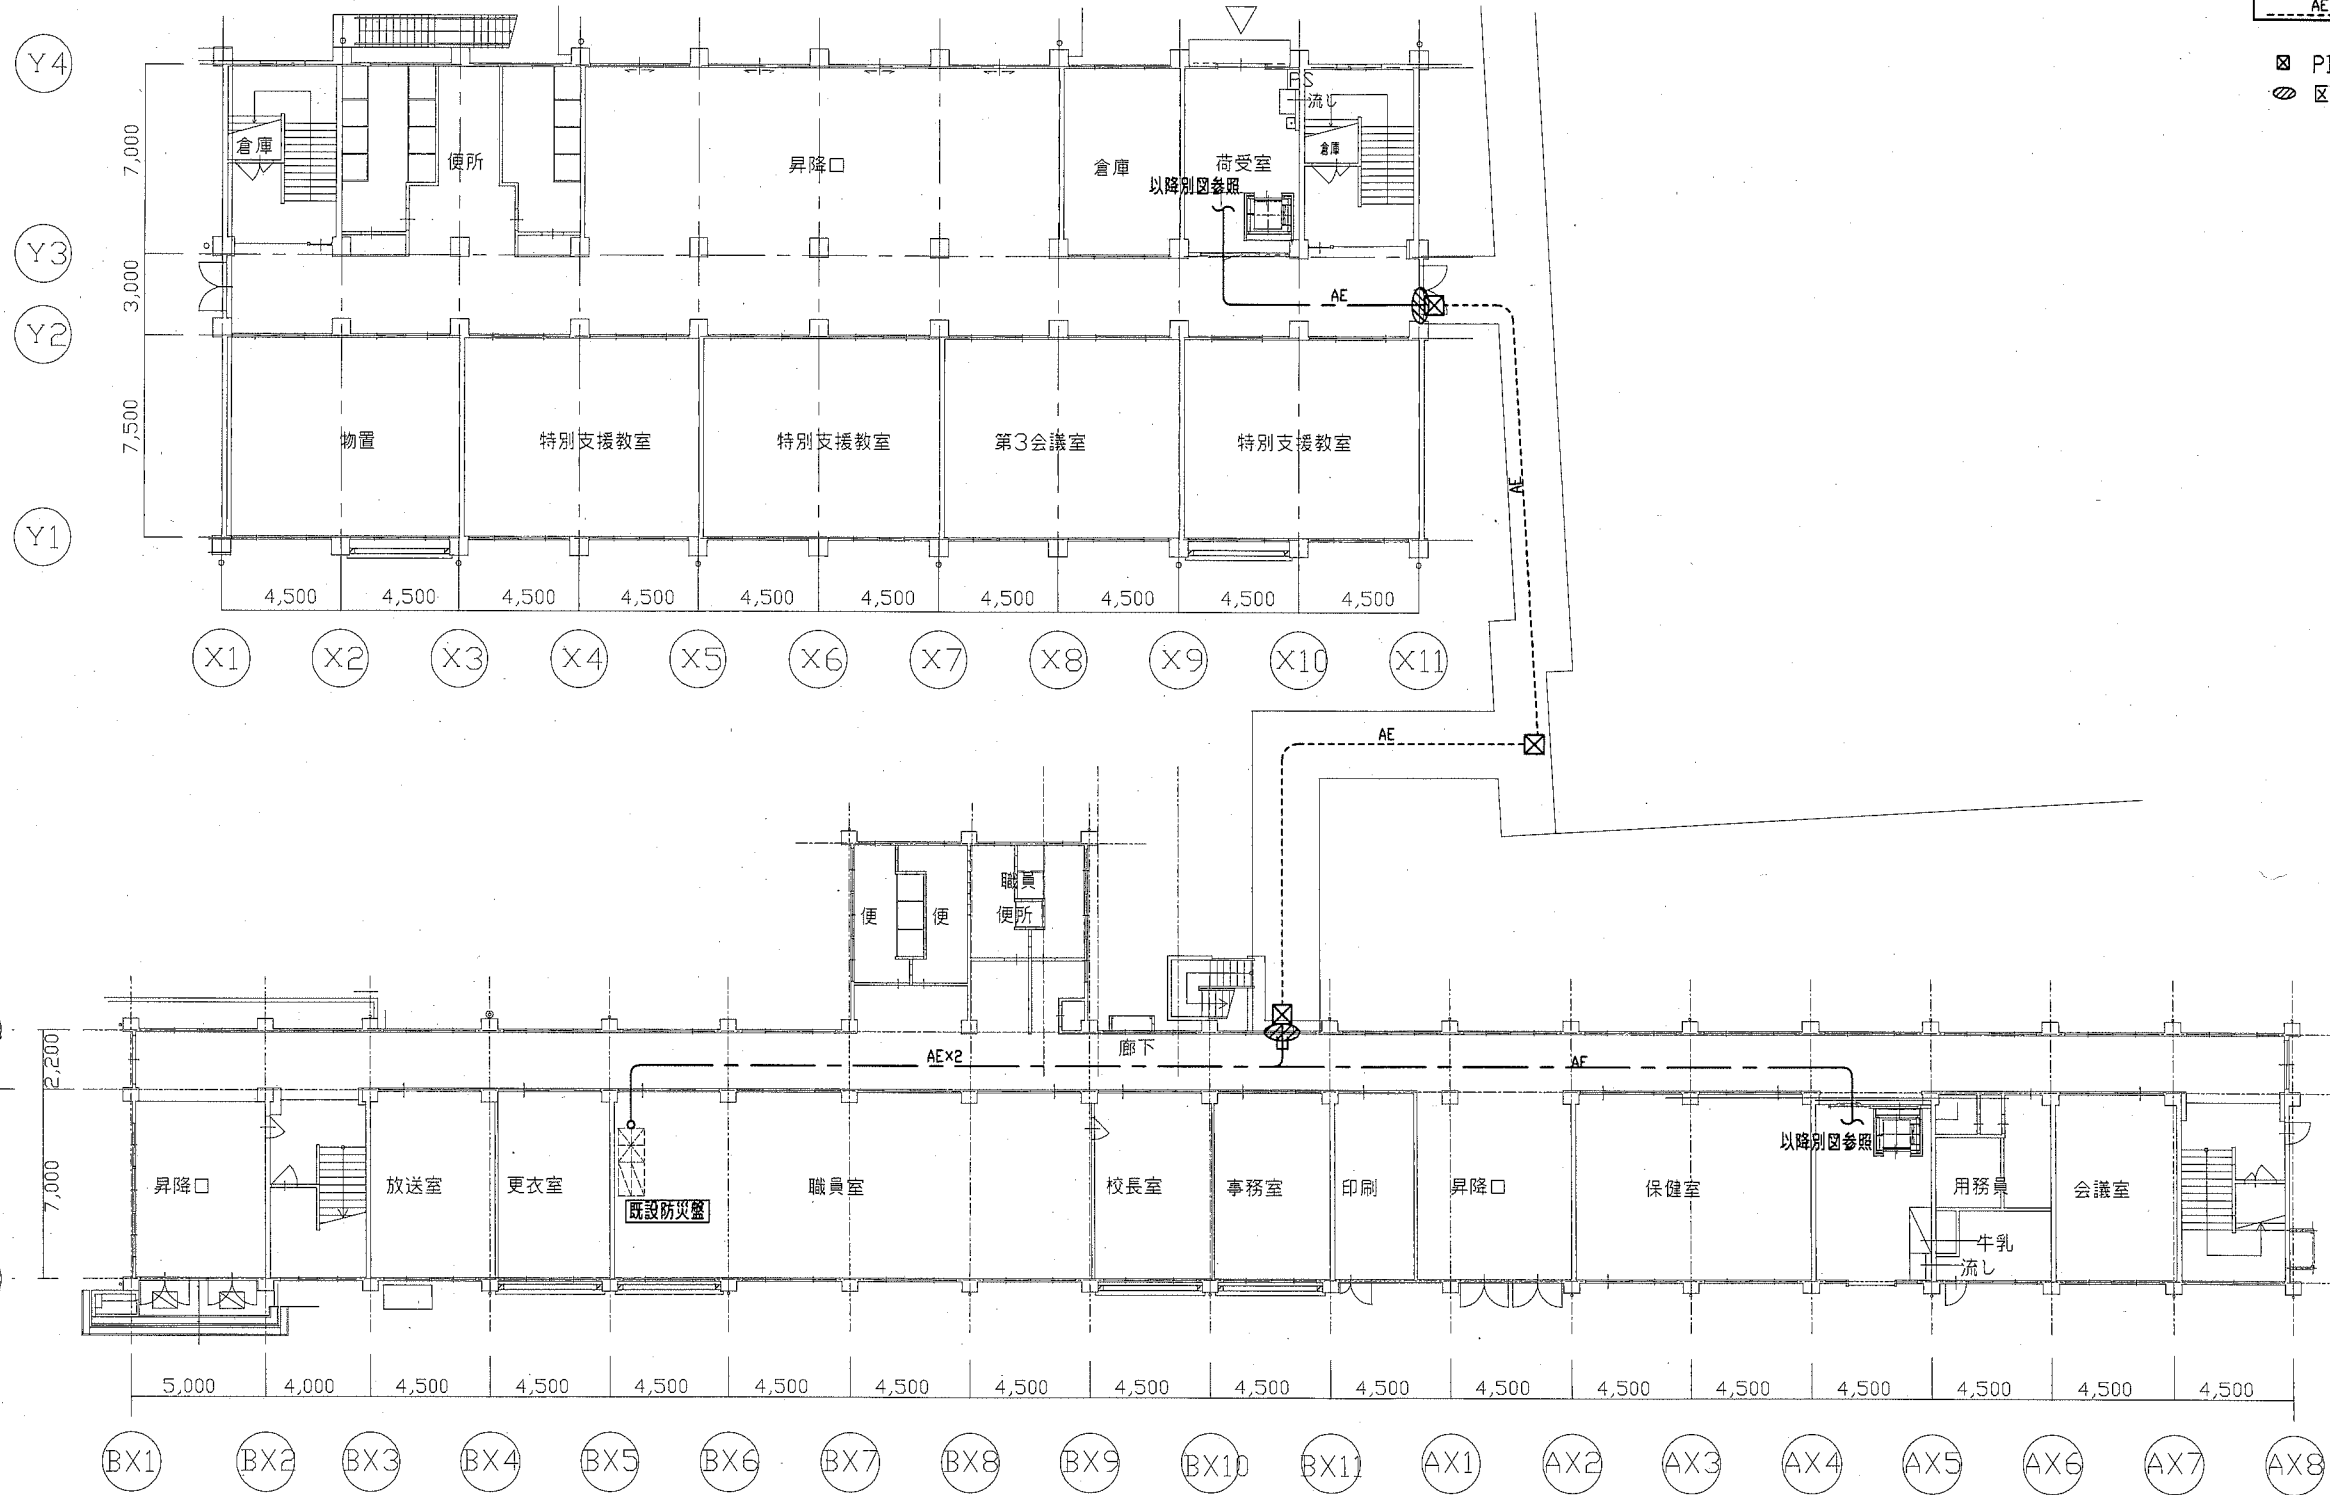 AE
Y4
PS
流し
倉庫
便所
昇降口
倉庫
荷受室
倉庫
7,000
以降別図参照
Y3
3,000
AE
Y2
7,500
物置
特別支援教室
特別支援教室
第3会議室
特別支援教室
AE
Y1
4,500 4,500 4,500 4,500 4,500 4,500 4,500 4,500 4,500 4,500
X1 X2 X3 X4 X5 X6 X7 X8 X9 X10 X11
AE
職員
便 便 便所
2,200
廊下
AE×2
AE
7,000
以降別図参照
昇降口 放送室 更衣室 職員室 校長室 事務室 印刷 昇降口 保健室 用務員 会議室
既設防災盤
牛乳
流し
5,000 4,000 4,500 4,500 4,500 4,500 4,500 4,500 4,500 4,500 4,500 4,500 4,500 4,500 4,500 4,500 4,500 4,500
BX1 BX2 BX3 BX4 BX5 BX6 BX7 BX8 BX9 BX10 BX11 AX1 AX2 AX3 AX4 AX5 AX6 AX7 AX8